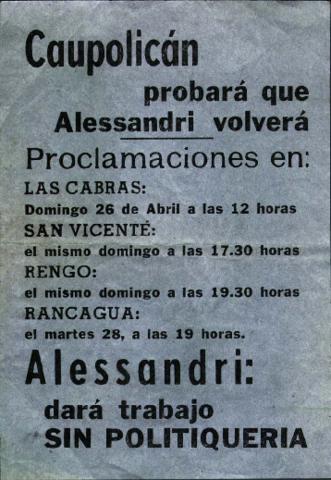 Caupolicán
probará que
Alessandri volverá
Proclamaciones en:
LAS CABRAS:
Domingo 26 de Abril a las 12 horas
SAN VICENTÉ:
el mismo domingo a las 17.30 horas
RENGO:
el mismo domingo a las 19.30 horas
RANCAGUA:
el martes 28, a las 19 horas.
Alessandri:
dará trabajo
SIN POLITIQUERIA